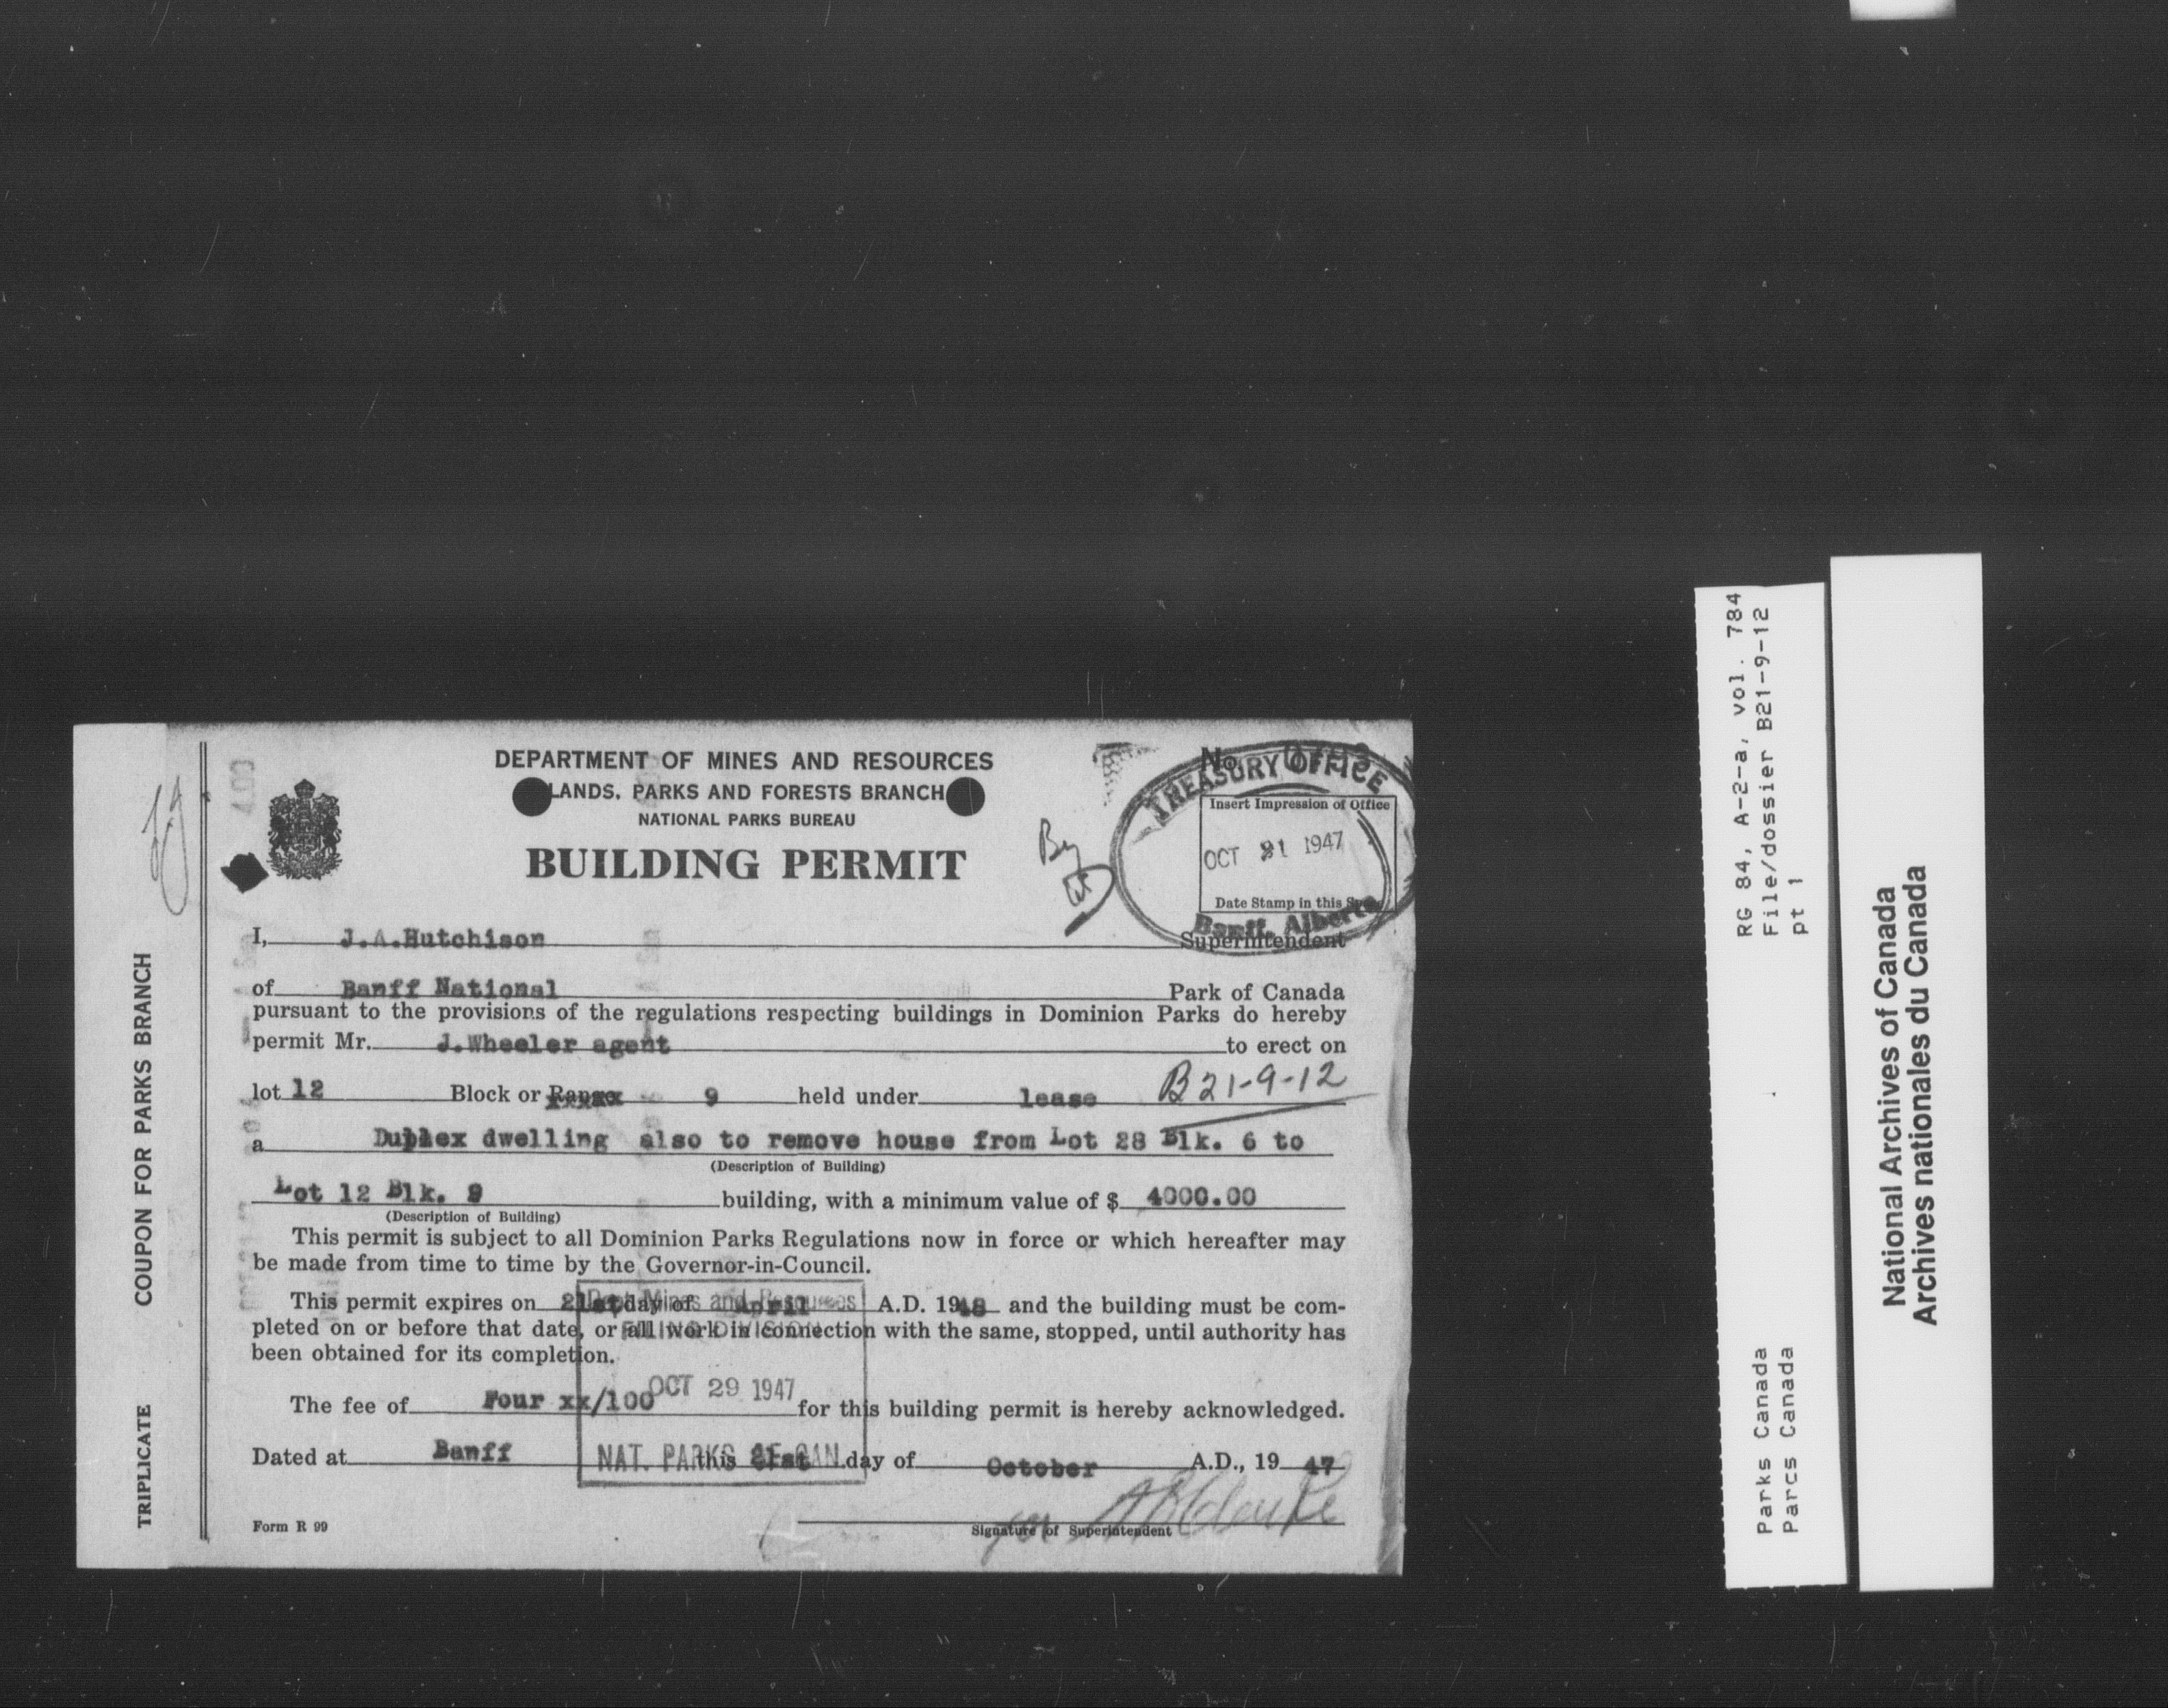 DEPARTMENT OF MINES AND RESOURCES
LANDS, PARKS AND FORESTS BRANCH
NATIONAL PARKS BUREAU
BUILDING PERMIT
No.
TREASURY OFFICE
Insert Impression of Office
OCT 21 1947
Date Stamp in this Space
Banff, Alberta
By
I, J.A.Hutchison Superintendent
of Banff National Park of Canada
pursuant to the provisions of the regulations respecting buildings in Dominion Parks do hereby
permit Mr. J.Wheeler agent to erect on
B21-9-12
lot 12 Block or Range 9 held under lease
a Duplex dwelling also to remove house from Lot 28 Blk. 6 to
(Description of Building)
Lot 12 Blk. 9 building, with a minimum value of $ 4000.00
(Description of Building)
This permit is subject to all Dominion Parks Regulations now in force or which hereafter may
be made from time to time by the Governor-in-Council.
This permit expires on 21st day of April A.D. 1948 and the building must be com-
pleted on or before that date, or all work in connection with the same, stopped, until authority has
been obtained for its completion.
The fee of Four xx/100 for this building permit is hereby acknowledged.
Dated at Banff this 21st day of October A.D., 19 47
for
Signature of Superintendent
Form R 99
Dept Mines and Resources
FILING DIVISION
OCT 29 1947
NAT. PARKS OF CAN.
COUPON FOR PARKS BRANCH
TRIPLICATE
RG 84, A-2-a, vol. 784
File/dossier B21-9-12
pt 1
Parks Canada
Parcs Canada
National Archives of Canada
Archives nationales du Canada